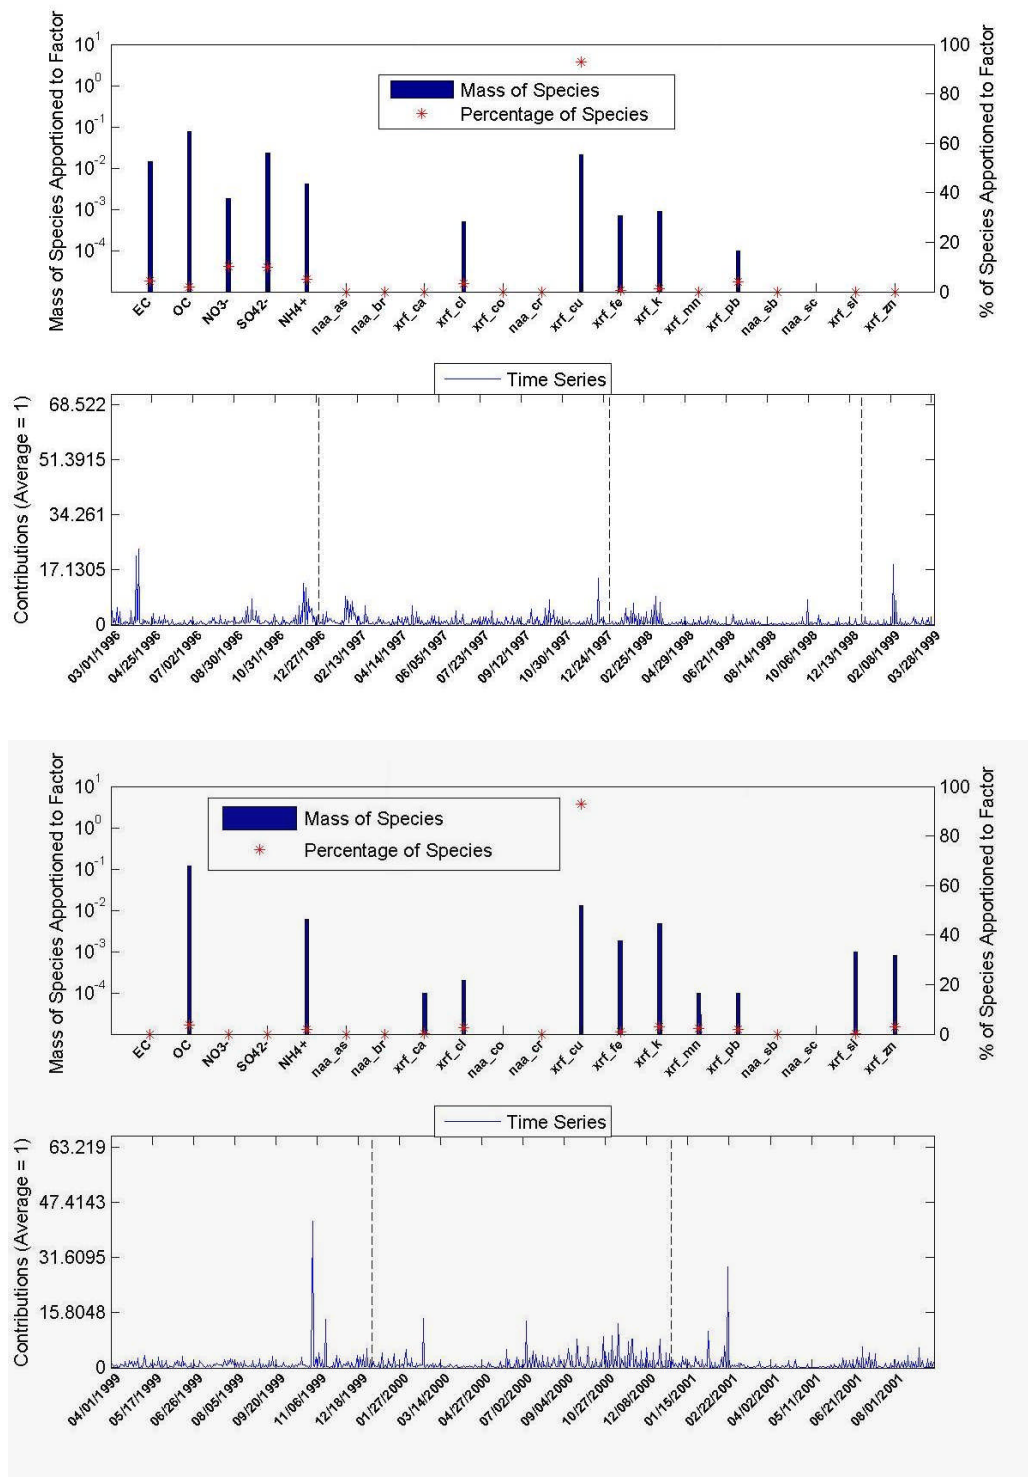 Mass of Species Apportioned to Factor
10^1
10^0
10^-1
10^-2
10^-3
10^-4
Mass of Species
Percentage of Species
100
80
60
40
20
0
% of Species Apportioned to Factor
EC OC NO3- SO42- NH4+ naa_as naa_br xrf_ca xrf_cl xrf_co naa_cr xrf_cu xrf_fe xrf_k xrf_mn xrf_pb naa_sb naa_sc xrf_si xrf_zn
Time Series
Contributions (Average = 1)
68.522
51.3915
34.261
17.1305
0
03/01/1996 04/25/1996 07/02/1996 08/30/1996 10/31/1996 12/27/1996 02/13/1997 04/14/1997 06/05/1997 07/23/1997 09/12/1997 10/30/1997 12/24/1997 02/25/1998 04/29/1998 06/21/1998 08/14/1998 10/06/1998 12/13/1998 02/08/1999 03/28/1999
Mass of Species Apportioned to Factor
10^1
10^0
10^-1
10^-2
10^-3
10^-4
Mass of Species
Percentage of Species
100
80
60
40
20
0
% of Species Apportioned to Factor
EC OC NO3- SO42- NH4+ naa_as naa_br xrf_ca xrf_cl naa_co naa_cr xrf_cu xrf_fe xrf_k xrf_mn xrf_pb naa_sb naa_sc xrf_si xrf_zn
Time Series
Contributions (Average = 1)
63.219
47.4143
31.6095
15.8048
0
04/01/1999 05/17/1999 06/26/1999 08/05/1999 09/20/1999 11/06/1999 12/18/1999 01/27/2000 03/14/2000 04/27/2000 07/02/2000 09/04/2000 10/27/2000 12/08/2000 01/15/2001 02/22/2001 04/02/2001 05/11/2001 06/21/2001 08/01/2001